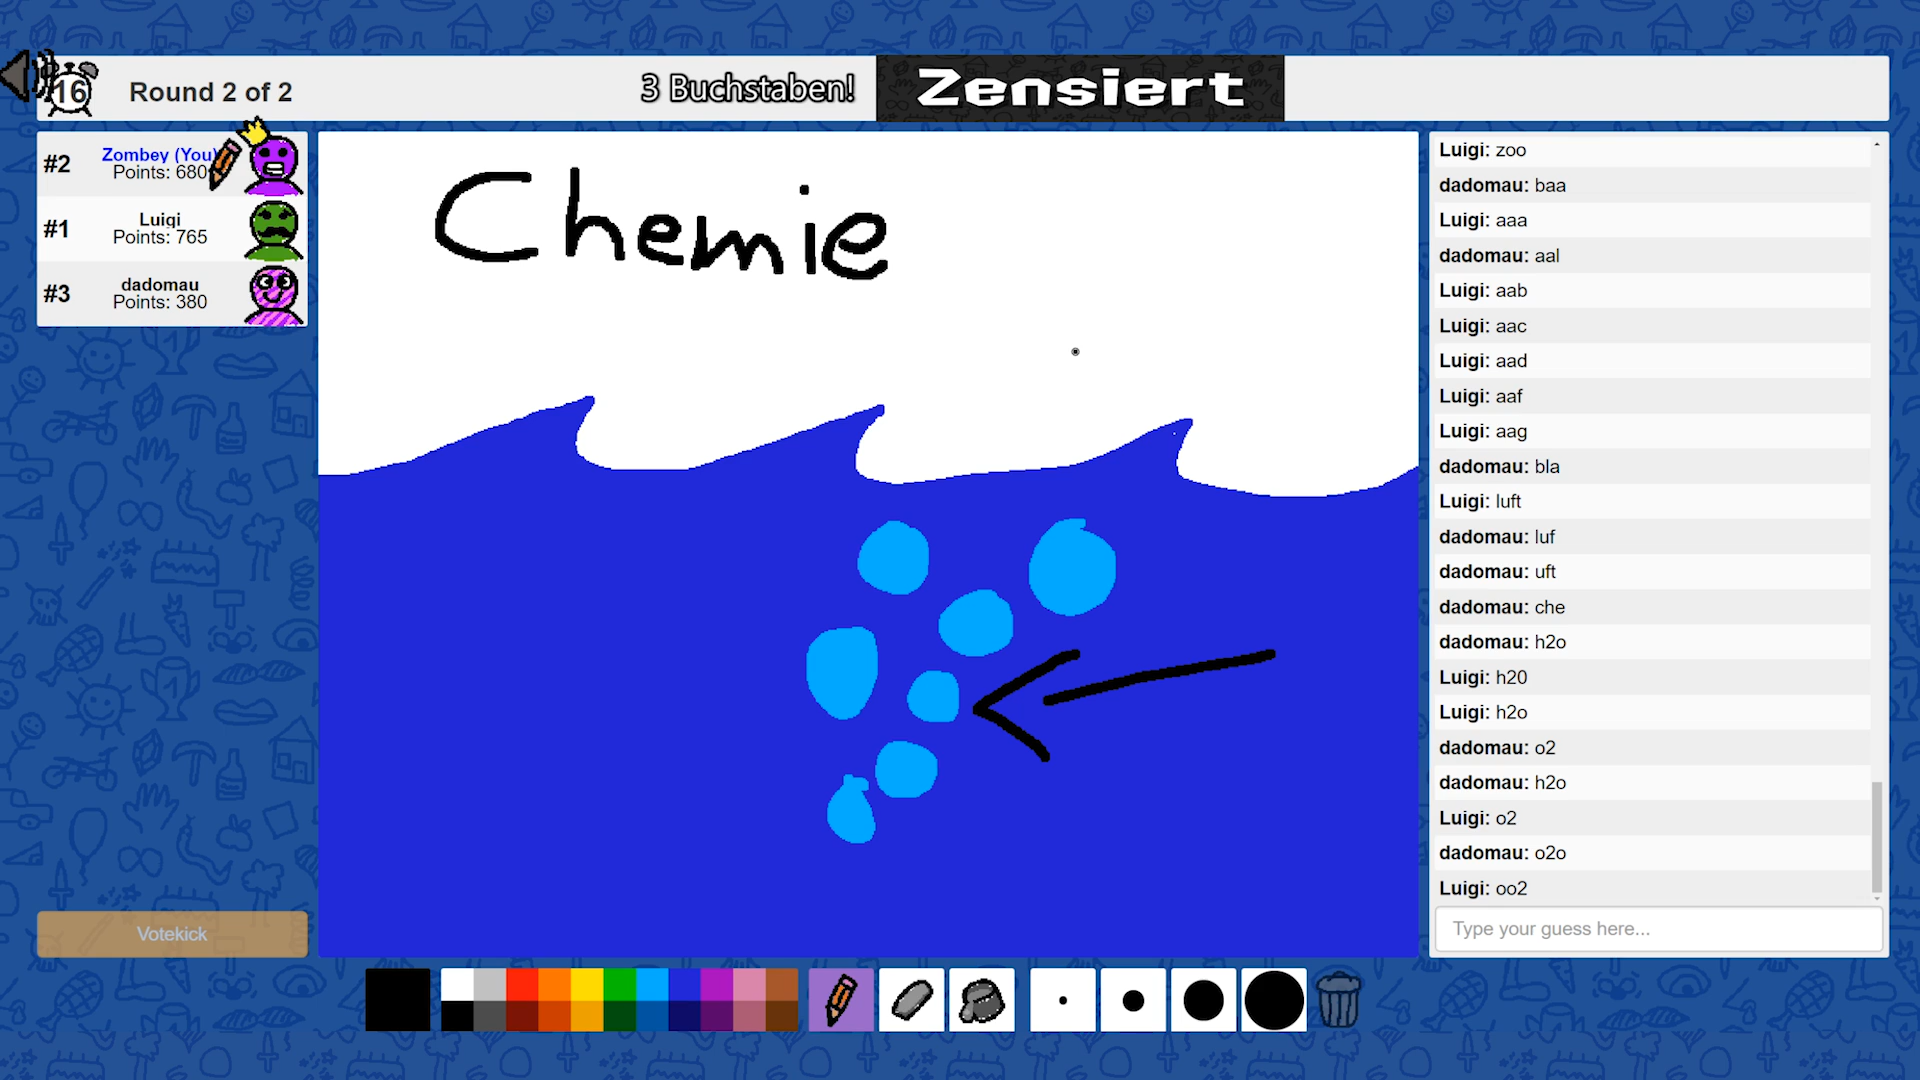 16
Round 2 of 2
3 Buchstaben!
Zensiert
#2
Zombey (You)
Points: 680
#1
Luigi
Points: 765
#3
dadomau
Points: 380
Chemie
Luigi: zoo
dadomau: baa
Luigi: aaa
dadomau: aal
Luigi: aab
Luigi: aac
Luigi: aad
Luigi: aaf
Luigi: aag
dadomau: bla
Luigi: luft
dadomau: luf
dadomau: uft
dadomau: che
dadomau: h2o
Luigi: h20
Luigi: h2o
dadomau: o2
dadomau: h2o
Luigi: o2
dadomau: o2o
Luigi: oo2
Type your guess here...
Votekick